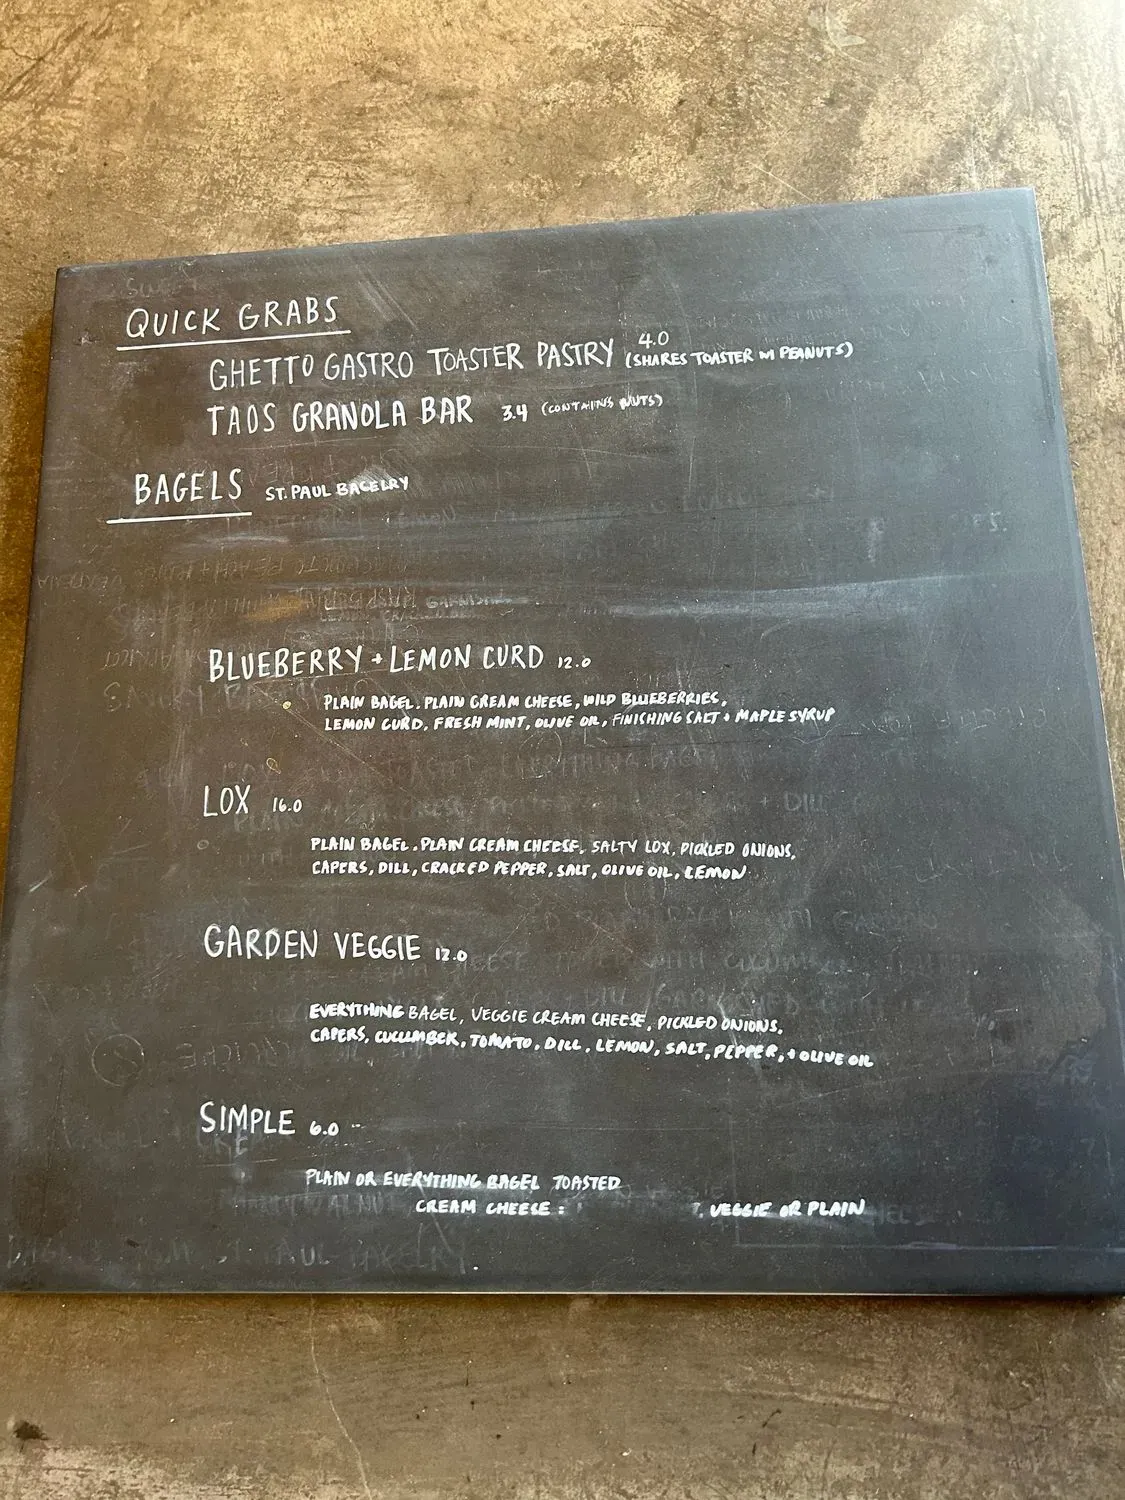 QUICK GRABS
GHETTO GASTRO TOASTER PASTRY 4.0 (SHARES TOASTER W PEANUTS)
TAOS GRANOLA BAR 3.4 (CONTAINS NUTS)
BAGELS ST. PAUL BAGELRY
BLUEBERRY + LEMON CURD 12.0
PLAIN BAGEL, PLAIN CREAM CHEESE, WILD BLUEBERRIES,
LEMON CURD, FRESH MINT, OLIVE OIL, FINISHING SALT + MAPLE SYRUP
LOX 16.0
PLAIN BAGEL, PLAIN CREAM CHEESE, SALTY LOX, PICKLED ONIONS,
CAPERS, DILL, CRACKED PEPPER, SALT, OLIVE OIL, LEMON
GARDEN VEGGIE 12.0
EVERYTHING BAGEL, VEGGIE CREAM CHEESE, PICKLED ONIONS,
CAPERS, CUCUMBER, TOMATO, DILL, LEMON, SALT, PEPPER, + OLIVE OIL
SIMPLE 6.0
PLAIN OR EVERYTHING BAGEL TOASTED
CREAM CHEESE: VEGGIE OR PLAIN